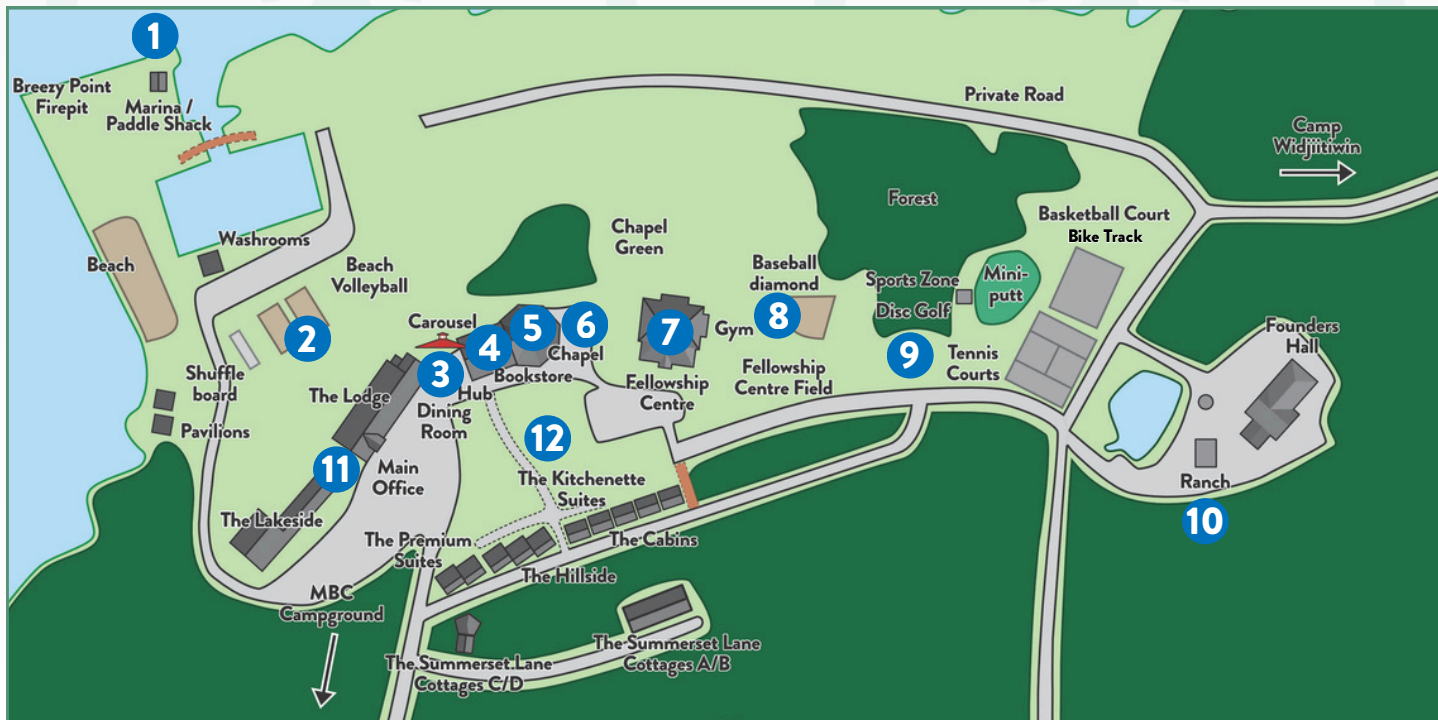 1
Breezy Point
Firepit
Marina /
Paddle Shack
Private Road
Camp
Widjiitiwin
Forest
Basketball Court
Bike Track
Chapel
Green
Washrooms
Beach
Beach
Volleyball
Baseball
diamond
Sports Zone
Disc Golf
Mini-
putt
2
Carousel
3
4
5
6
Chapel
Bookstore
Hub
Dining
Room
7
Gym
8
9
Fellowship
Centre
Fellowship
Centre Field
Tennis
Courts
Founders
Hall
Shuffle
board
The Lodge
Pavilions
12
11
Main
Office
The Kitchenette
Suites
Ranch
10
The Lakeside
The Premium
Suites
The Cabins
The Hillside
MBC
Campground
The Summerset Lane
Cottages A/B
The Summerset Lane
Cottages C/D